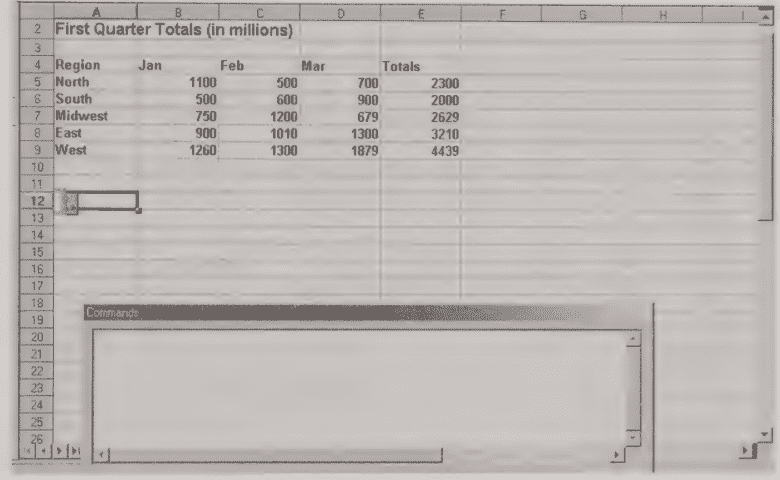 A B C D E F G H I
2 First Quarter Totals (in millions)
3
4 Region Jan Feb Mar Totals
5 North 1100 500 700 2300
6 South 500 600 900 2000
7 Midwest 750 1200 679 2629
8 East 900 1010 1300 3210
9 West 1260 1300 1879 4439
10
11
12
13
14
15
16
17
18
19 Commands
20
21
22
23
24
25
26